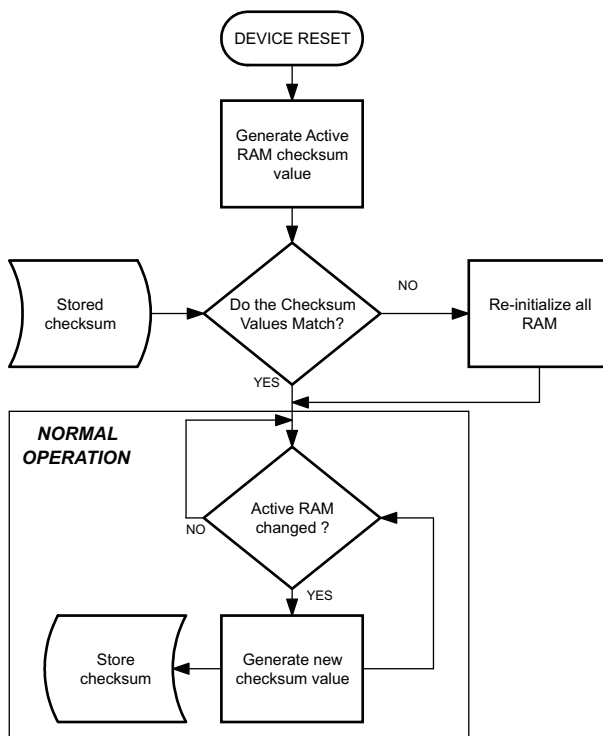 DEVICE RESET
Generate Active
RAM checksum
value
Stored
checksum
Do the Checksum
Values Match?
NO
Re-initialize all
RAM
YES
NORMAL
OPERATION
Active RAM
changed ?
NO
YES
Store
checksum
Generate new
checksum value